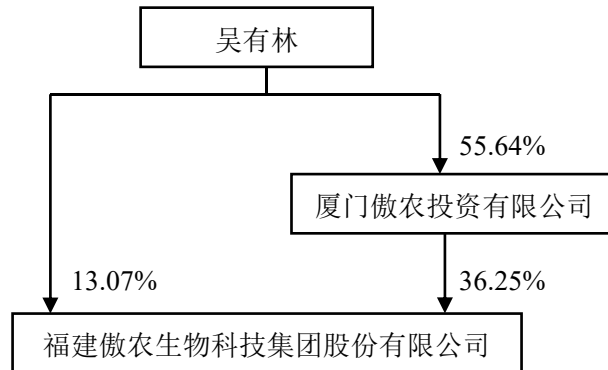 吴有林
55.64%
厦门傲农投资有限公司
13.07%
36.25%
福建傲农生物科技集团股份有限公司